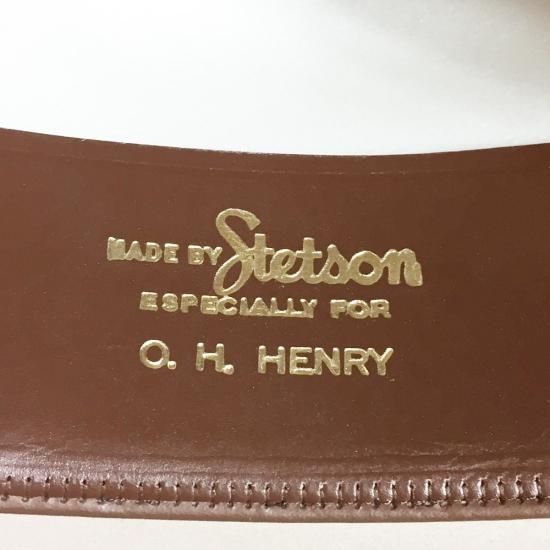 MADE BY Stetson
ESPECIALLY FOR
O. H. HENRY